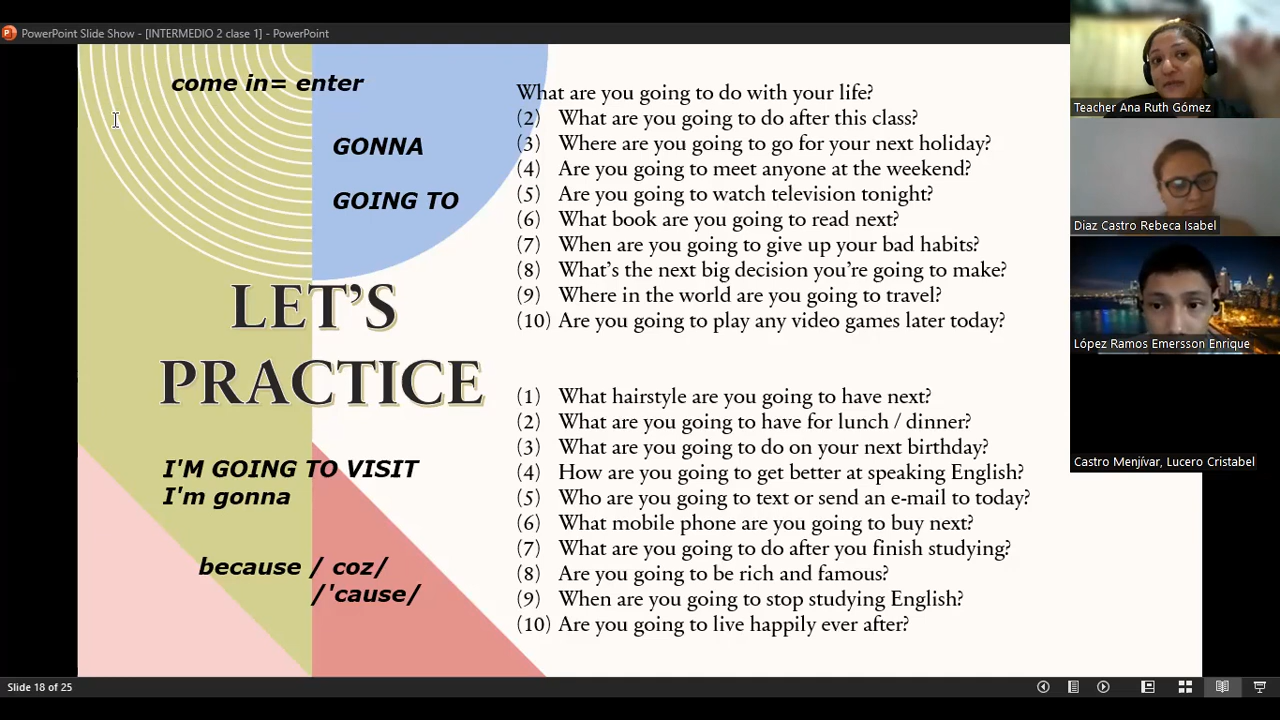 PowerPoint Slide Show - [INTERMEDIO 2 clase 1] - PowerPoint
come in= enter
GONNA
GOING TO
LET'S
PRACTICE
I'M GOING TO VISIT
I'm gonna
because / coz/
/'cause/
What are you going to do with your life?
(2) What are you going to do after this class?
(3) Where are you going to go for your next holiday?
(4) Are you going to meet anyone at the weekend?
(5) Are you going to watch television tonight?
(6) What book are you going to read next?
(7) When are you going to give up your bad habits?
(8) What's the next big decision you're going to make?
(9) Where in the world are you going to travel?
(10) Are you going to play any video games later today?
(1) What hairstyle are you going to have next?
(2) What are you going to have for lunch / dinner?
(3) What are you going to do on your next birthday?
(4) How are you going to get better at speaking English?
(5) Who are you going to text or send an e-mail to today?
(6) What mobile phone are you going to buy next?
(7) What are you going to do after you finish studying?
(8) Are you going to be rich and famous?
(9) When are you going to stop studying English?
(10) Are you going to live happily ever after?
Teacher Ana Ruth Gómez
Diaz Castro Rebeca Isabel
López Ramos Emersson Enrique
Castro Menjívar, Lucero Cristabel
Slide 18 of 25